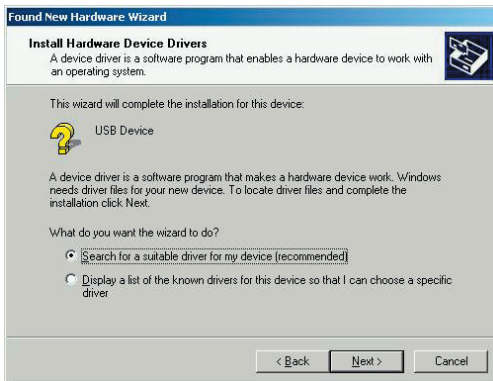 Found New Hardware Wizard
Install Hardware Device Drivers
A device driver is a software program that enables a hardware device to work with
an operating system.
This wizard will complete the installation for this device:
USB Device
A device driver is a software program that makes a hardware device work. Windows
needs driver files for your new device. To locate driver files and complete the
installation click Next.
What do you want the wizard to do?
Search for a suitable driver for my device (recommended)
Display a list of the known drivers for this device so that I can choose a specific
driver
< Back
Next >
Cancel